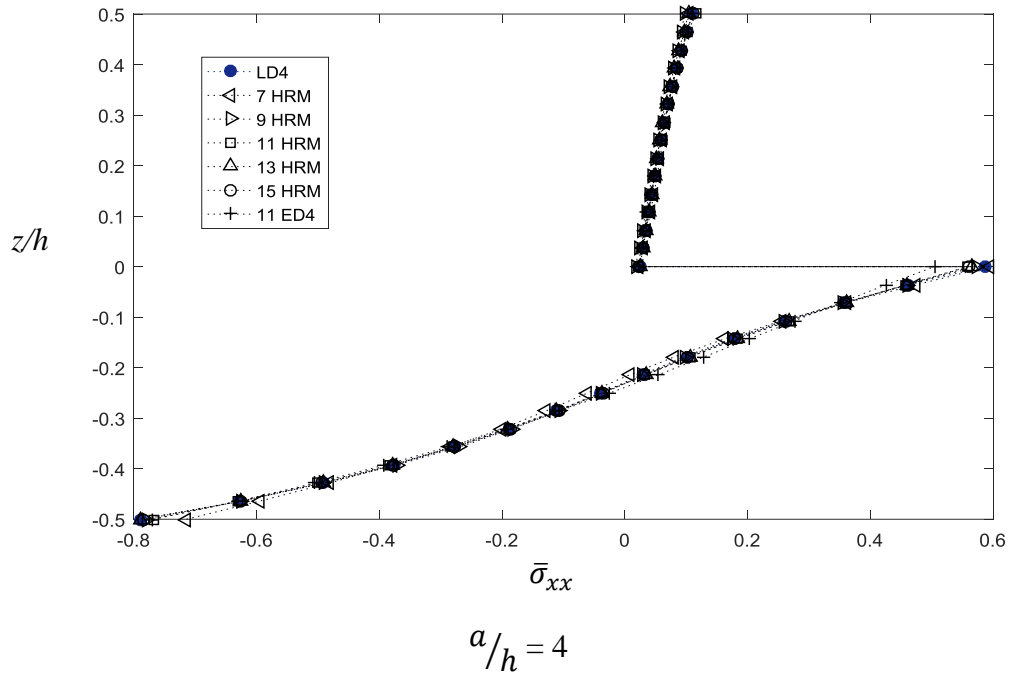 0.5
0.4
0.3
0.2
0.1
0
-0.1
-0.2
-0.3
-0.4
-0.5
z/h
LD4
7 HRM
9 HRM
11 HRM
13 HRM
15 HRM
11 ED4
-0.8 -0.6 -0.4 -0.2 0 0.2 0.4 0.6
σ̄xx
a/h = 4